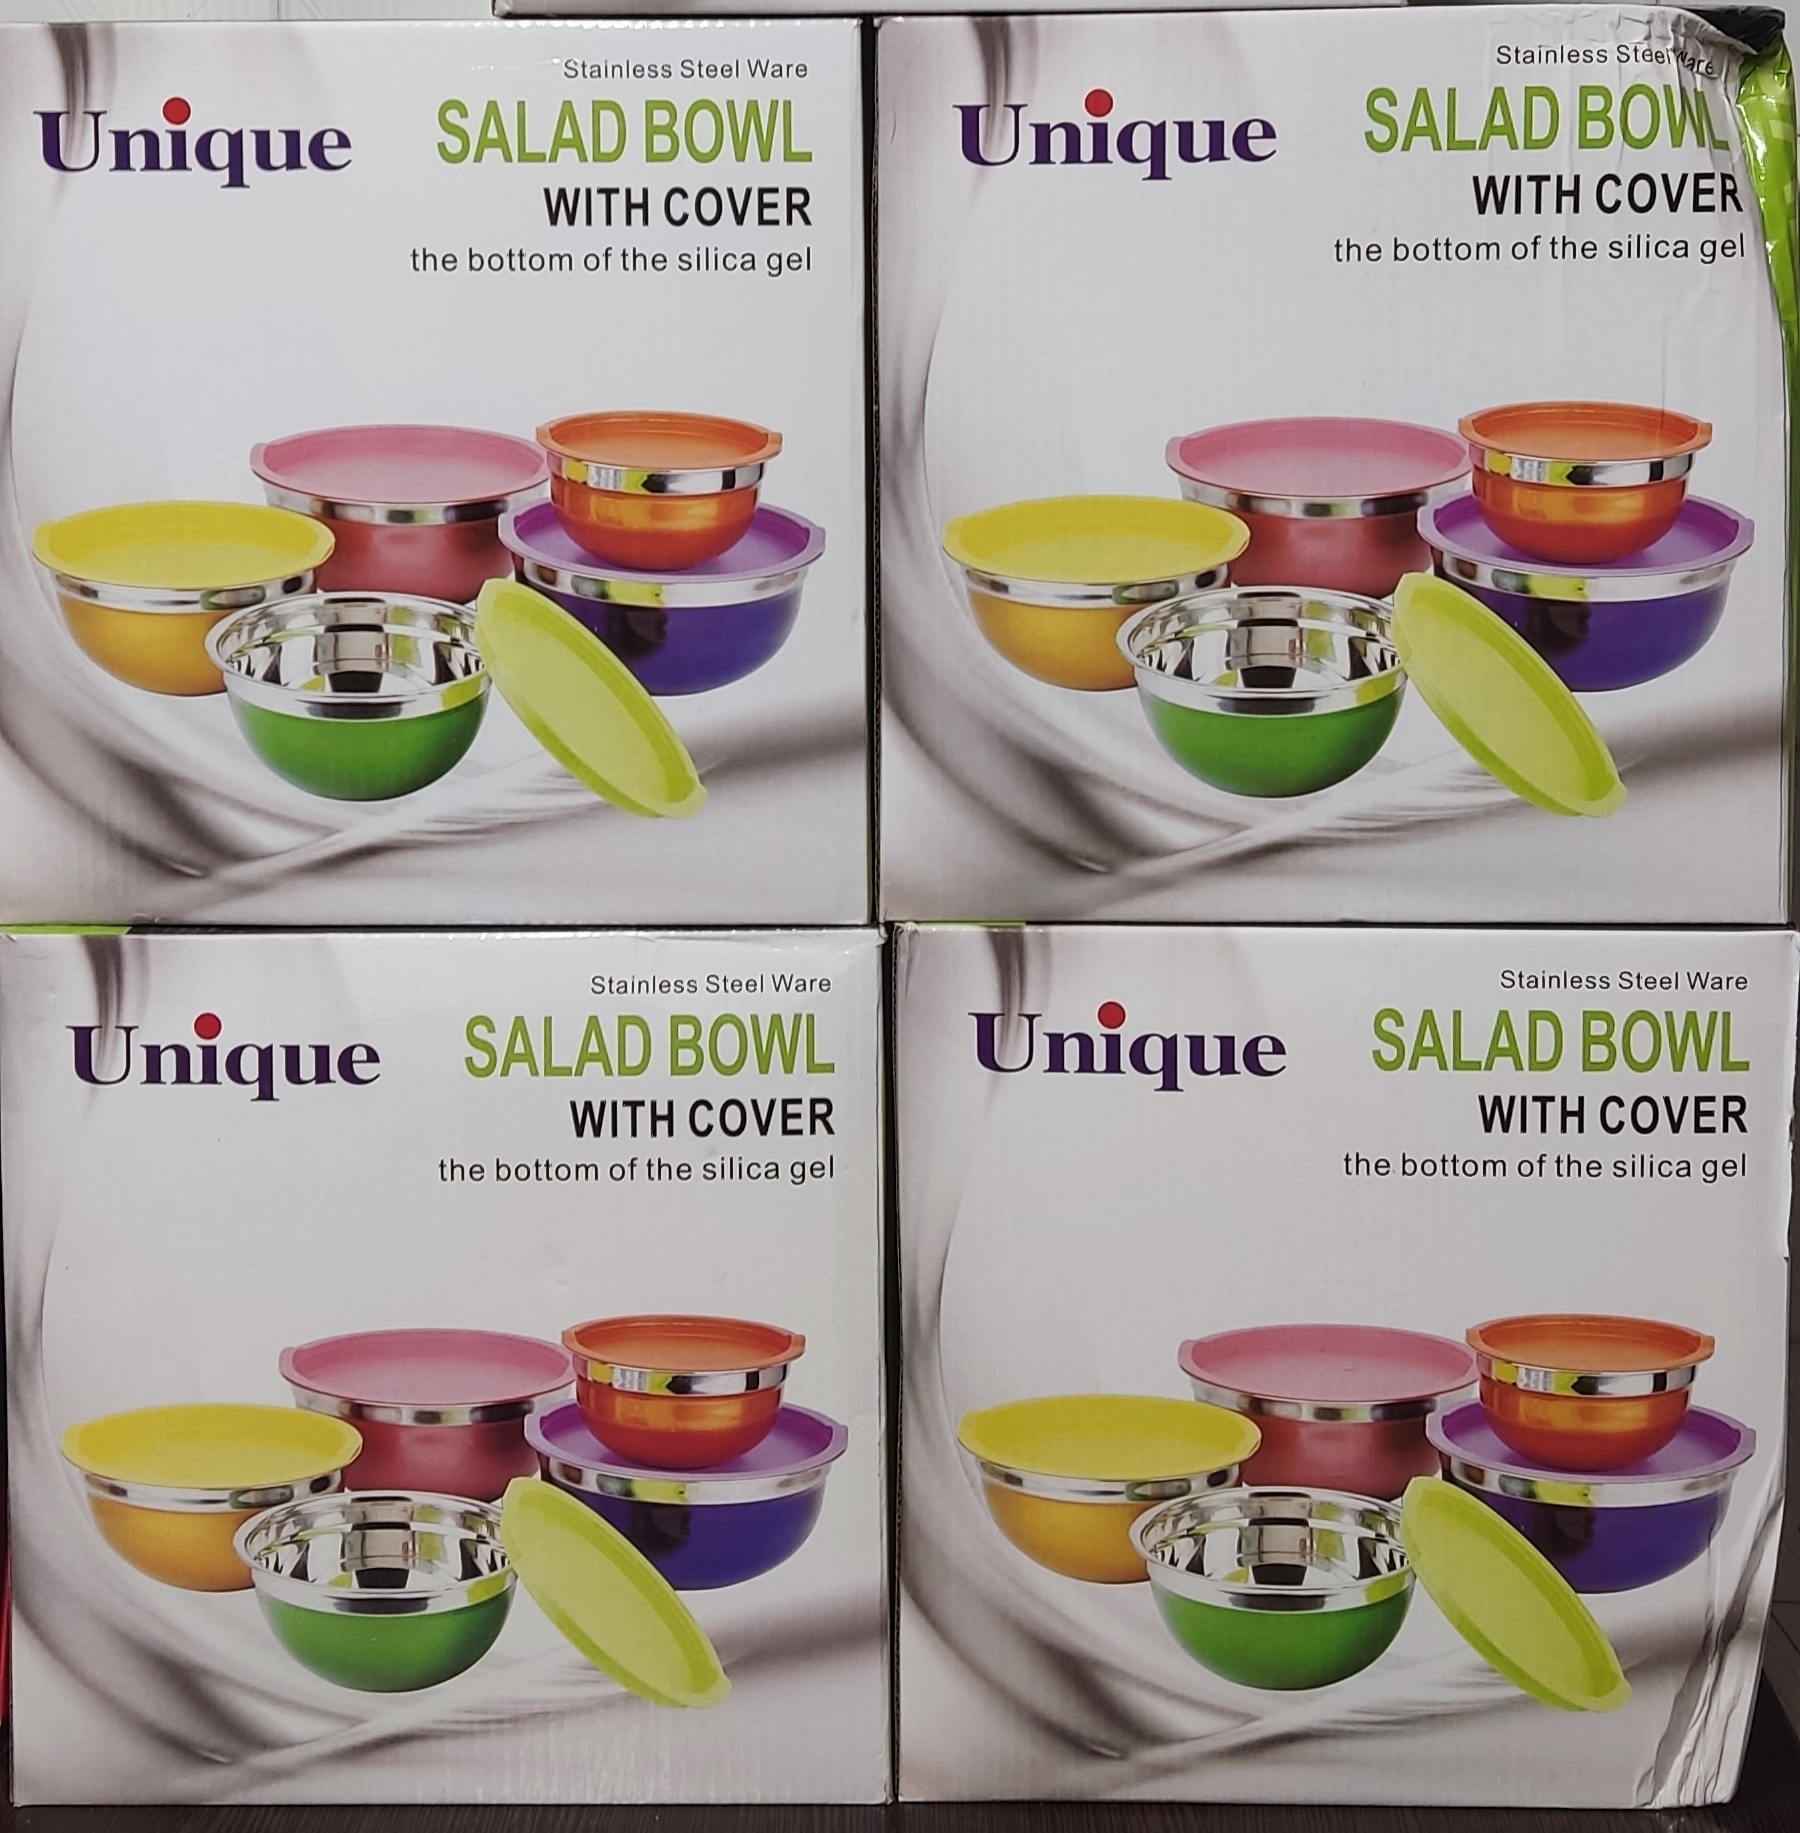 Stainless Steel Ware
Unique
SALAD BOWL
WITH COVER
the bottom of the silica gel
Stainless Steel Ware
Unique
SALAD BOWL
WITH COVER
the bottom of the silica gel
Stainless Steel Ware
Unique
SALAD BOWL
WITH COVER
the bottom of the silica gel
Stainless Steel Ware
Unique
SALAD BOWL
WITH COVER
the bottom of the silica gel